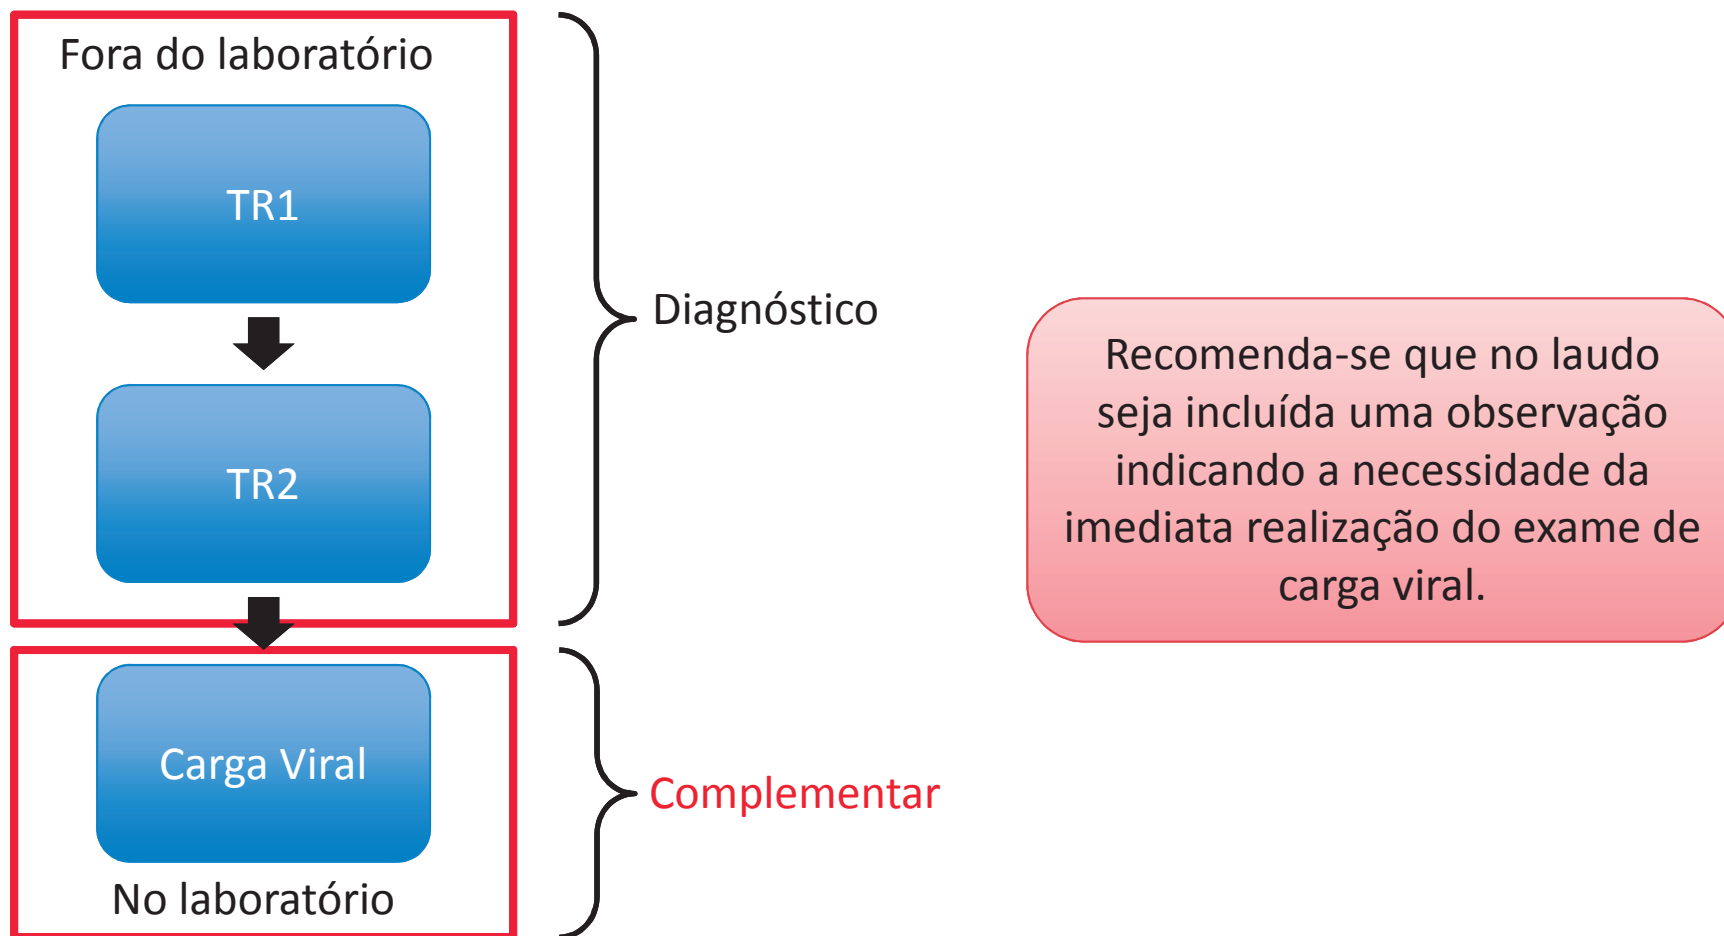 Fora do laboratório
TR1
TR2
Diagnóstico
Carga Viral
No laboratório
Complementar
Recomenda-se que no laudo
seja incluída uma observação
indicando a necessidade da
imediata realização do exame de
carga viral.